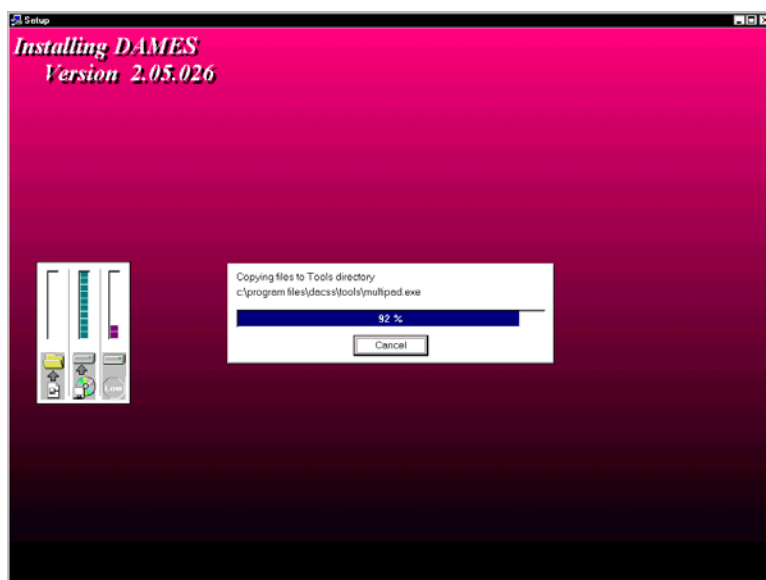 Setup
Installing DAMES
Version 2.05.026
Copying files to Tools directory
c:\program files\dacss\tools\multipad.exe
92 %
Cancel
Low